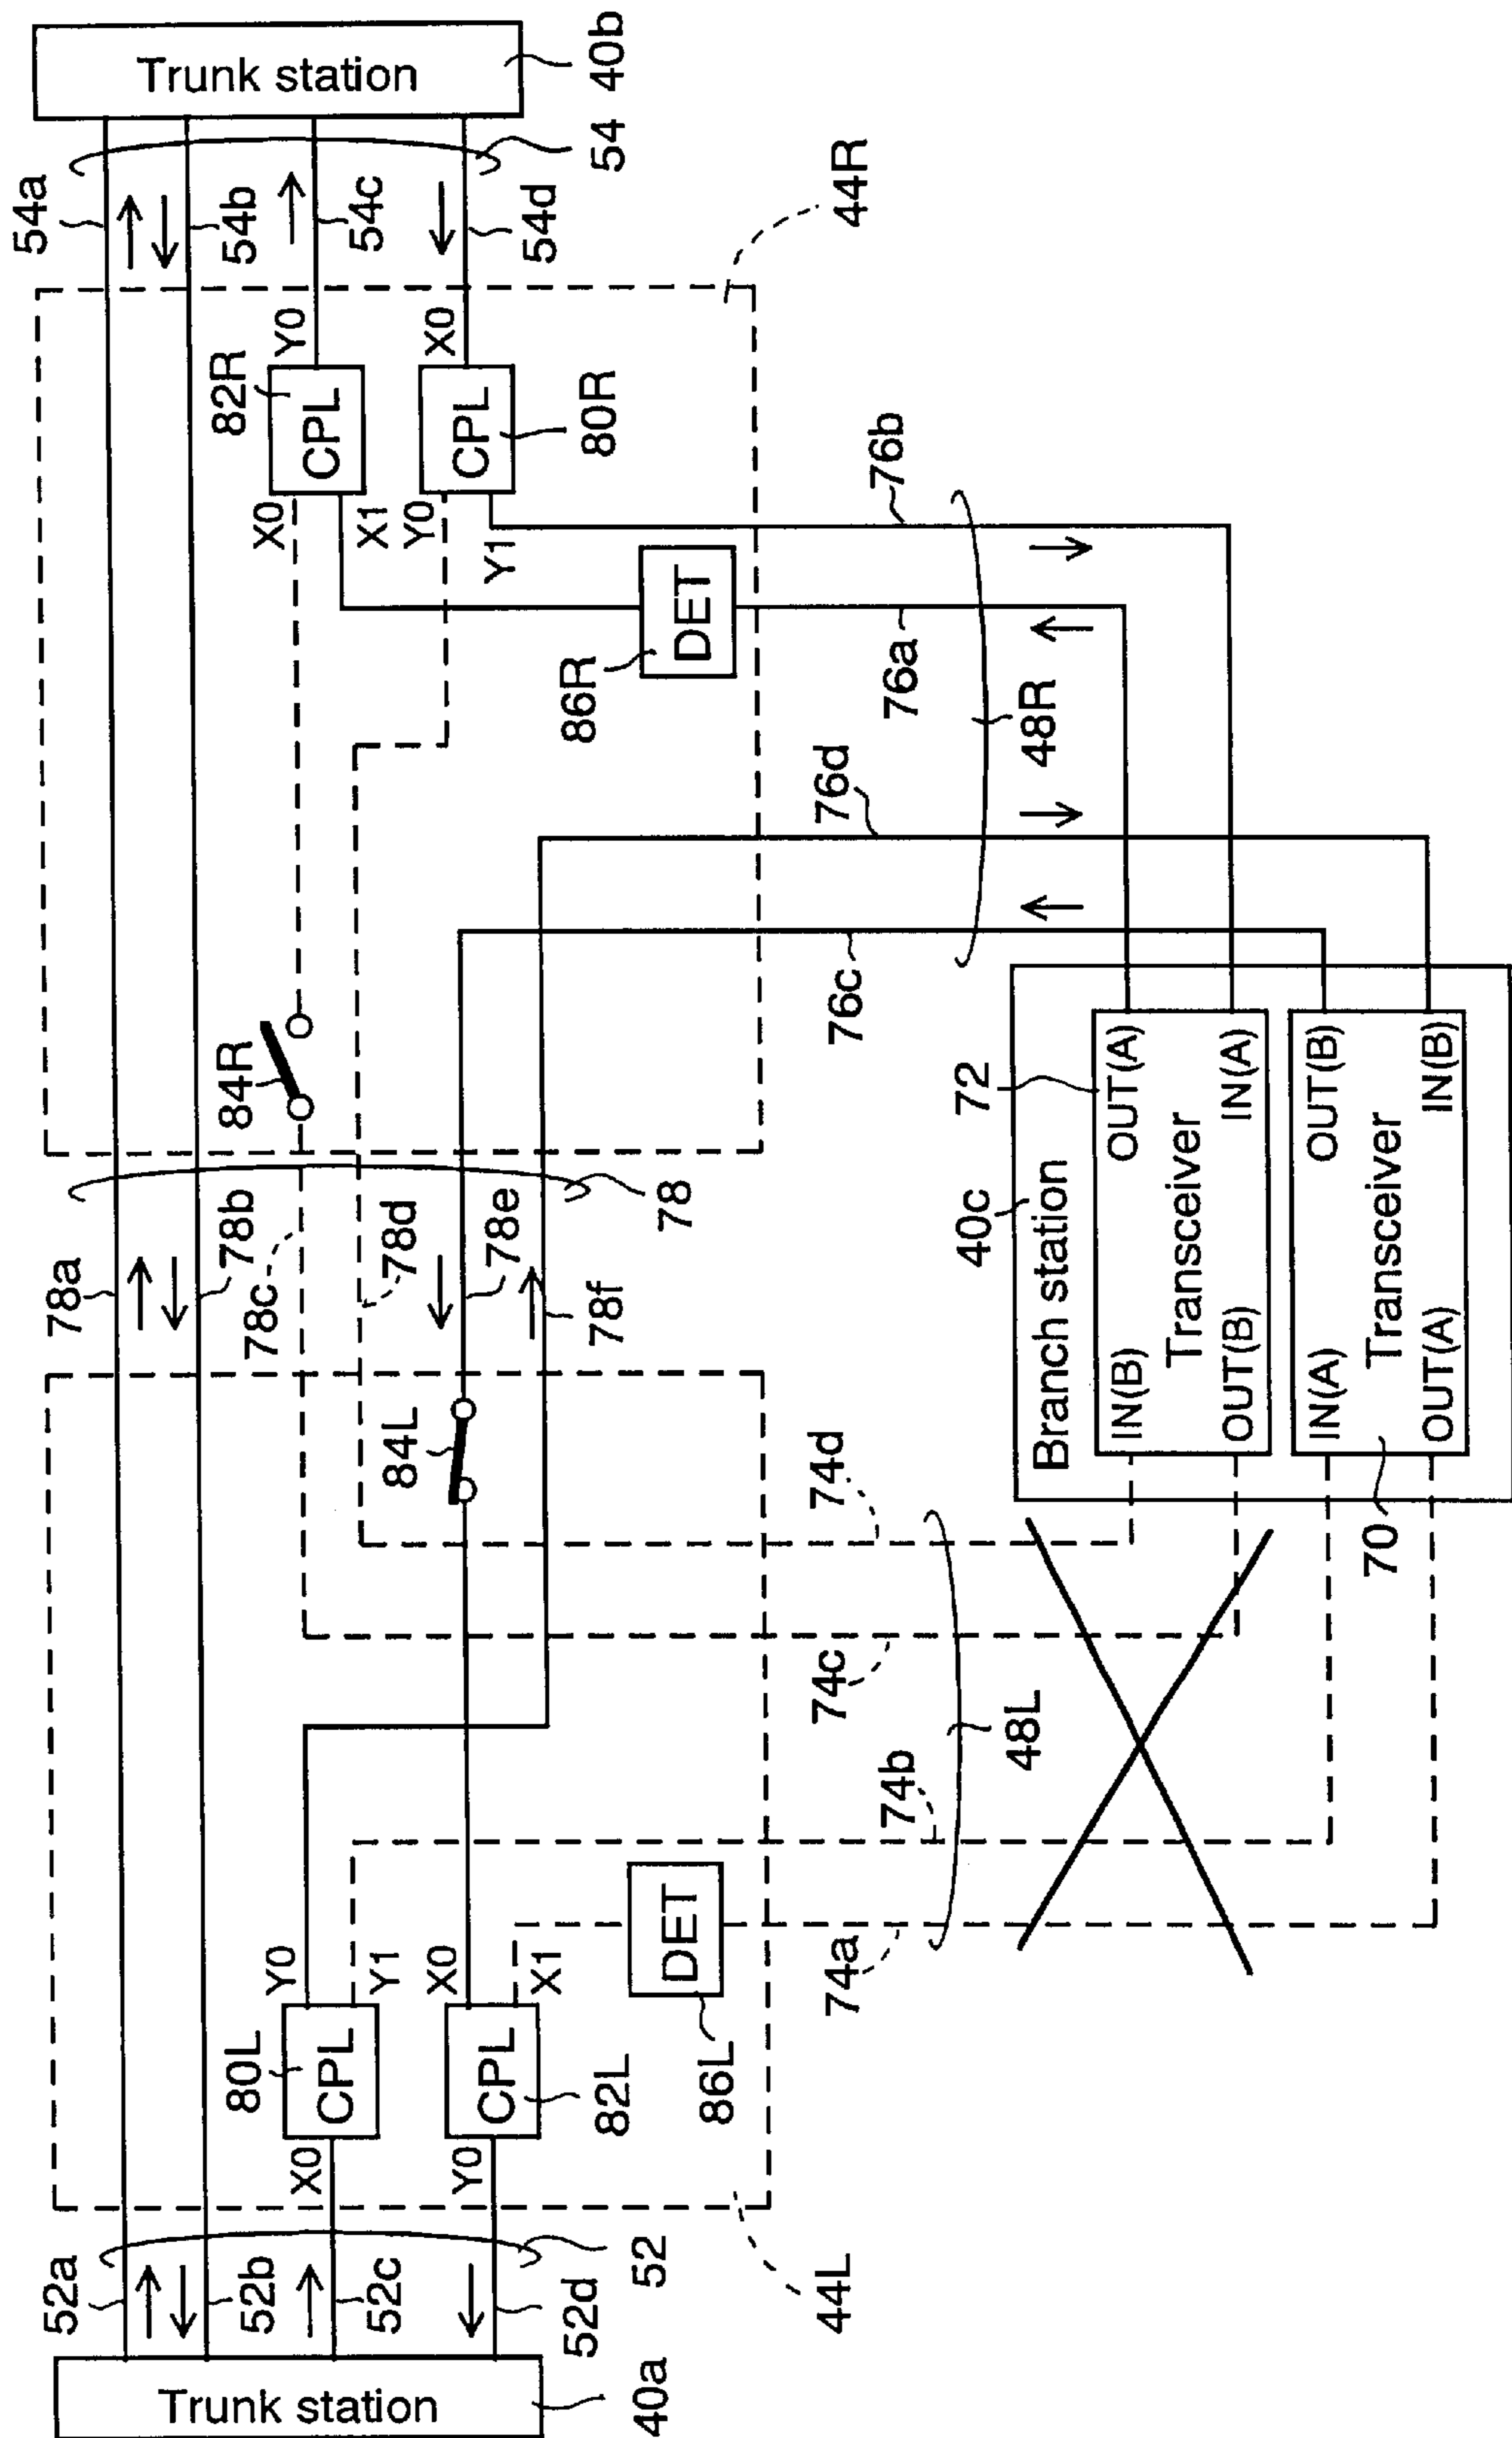 Trunk station
40b
54a
54b
54c
54d
54
44R
82R
CPL
Y0
X0
X1
80R
CPL
X0
Y0
Y1
86R
DET
76b
76a
76d
76c
48R
84R
78a
78b
78c
78d
78e
78f
78
84L
Branch station
40c
72
OUT(A)
IN(A)
Transceiver
IN(B)
OUT(B)
OUT(B)
IN(B)
Transceiver
IN(A)
OUT(A)
70
74d
74c
74b
74a
48L
80L
CPL
Y0
Y1
X0
82L
CPL
X0
X1
Y0
86L
DET
44L
52a
52b
52c
52d
52
Trunk station
40a